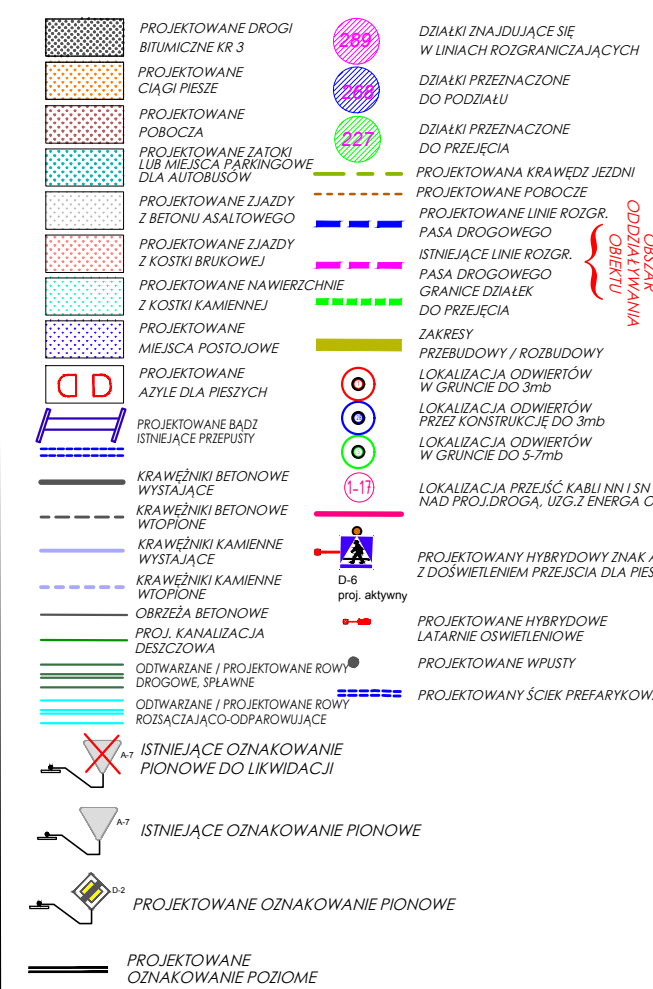 PROJEKTOWANE DROGI
BITUMICZNE KR 3
PROJEKTOWANE
CIĄGI PIESZE
PROJEKTOWANE
POBOCZA
PROJEKTOWANE ZATOKI
LUB MIEJSCA PARKINGOWE
DLA AUTOBUSÓW
PROJEKTOWANE ZJAZDY
Z BETONU ASALTOWEGO
PROJEKTOWANE ZJAZDY
Z KOSTKI BRUKOWEJ
PROJEKTOWANE NAWIERZCHNIE
Z KOSTKI KAMIENNEJ
PROJEKTOWANE
MIEJSCA POSTOJOWE
PROJEKTOWANE
AZYLE DLA PIESZYCH
PROJEKTOWANE BĄDZ
ISTNIEJĄCE PRZEPUSTY
KRAWĘŻNIKI BETONOWE
WYSTAJĄCE
KRAWĘŻNIKI BETONOWE
WTOPIONE
KRAWĘŻNIKI KAMIENNE
WYSTAJĄCE
KRAWĘŻNIKI KAMIENNE
WTOPIONE
OBRZEŻA BETONOWE
PROJ. KANALIZACJA
DESZCZOWA
ODTWARZANE / PROJEKTOWANE ROWY
DROGOWE, SPŁAWNE
ODTWARZANE / PROJEKTOWANE ROWY
ROZSĄCZAJĄCO-ODPAROWUJĄCE
A-7
ISTNIEJĄCE OZNAKOWANIE
PIONOWE DO LIKWIDACJI
A-7
ISTNIEJĄCE OZNAKOWANIE PIONOWE
D-2
PROJEKTOWANE OZNAKOWANIE PIONOWE
PROJEKTOWANE
OZNAKOWANIE POZIOME
289
DZIAŁKI ZNAJDUJĄCE SIĘ
W LINIACH ROZGRANICZAJĄCYCH
268
DZIAŁKI PRZEZNACZONE
DO PODZIAŁU
227
DZIAŁKI PRZEZNACZONE
DO PRZEJĘCIA
PROJEKTOWANA KRAWĘDZ JEZDNI
PROJEKTOWANE POBOCZE
PROJEKTOWANE LINIE ROZGR.
PASA DROGOWEGO
ISTNIEJĄCE LINIE ROZGR.
PASA DROGOWEGO
GRANICE DZIAŁEK
DO PRZEJĘCIA
OBSZAR
ODDZIAŁYWANIA
OBIEKTU
ZAKRESY
PRZEBUDOWY / ROZBUDOWY
LOKALIZACJA ODWIERTÓW
W GRUNCIE DO 3mb
LOKALIZACJA ODWIERTÓW
PRZEZ KONSTRUKCJĘ DO 3mb
LOKALIZACJA ODWIERTÓW
W GRUNCIE DO 5-7mb
1-17
LOKALIZACJA PRZEJŚĆ KABLI NN I SN
NAD PROJ.DROGĄ, UZG.Z ENERGA O
D-6
proj. aktywny
PROJEKTOWANY HYBRYDOWY ZNAK A
Z DOŚWIETLENIEM PRZEJSCIA DLA PIES
PROJEKTOWANE HYBRYDOWE
LATARNIE OSWIETLENIOWE
PROJEKTOWANE WPUSTY
PROJEKTOWANY ŚCIEK PREFARYKOWA